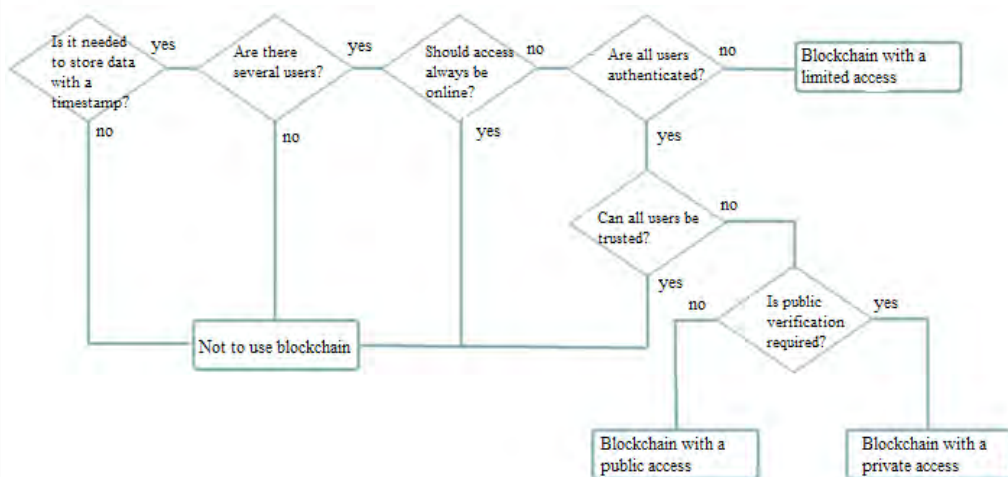 Is it needed
to store data
with a
timestamp?
yes
no
Are there
several users?
yes
no
Should access
always be
online?
no
yes
Are all users
authenticated?
no
yes
Blockchain with a
limited access
Can all users be
trusted?
no
yes
Is public
verification
required?
no
yes
Not to use blockchain
Blockchain with a
public access
Blockchain with a
private access